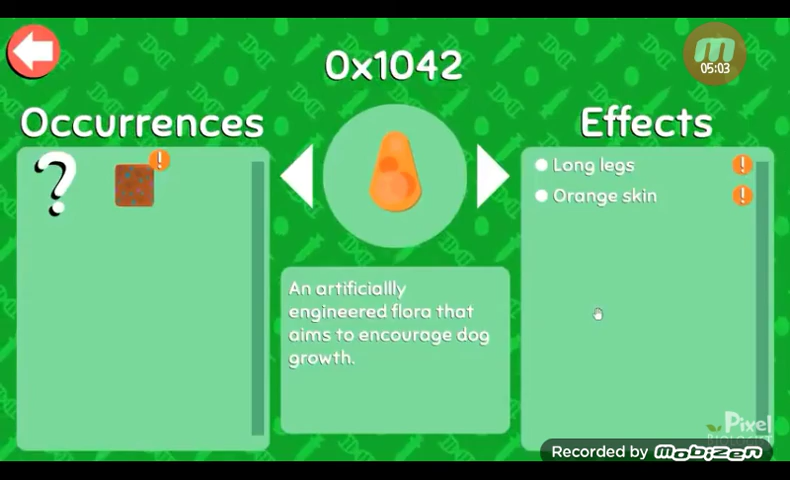 0x1042
05:03
Occurrences
Effects
?
!
Long legs !
Orange skin !
An artificiallly
engineered flora that
aims to encourage dog
growth.
Pixel
BIOLOGIST
Recorded by mobizen